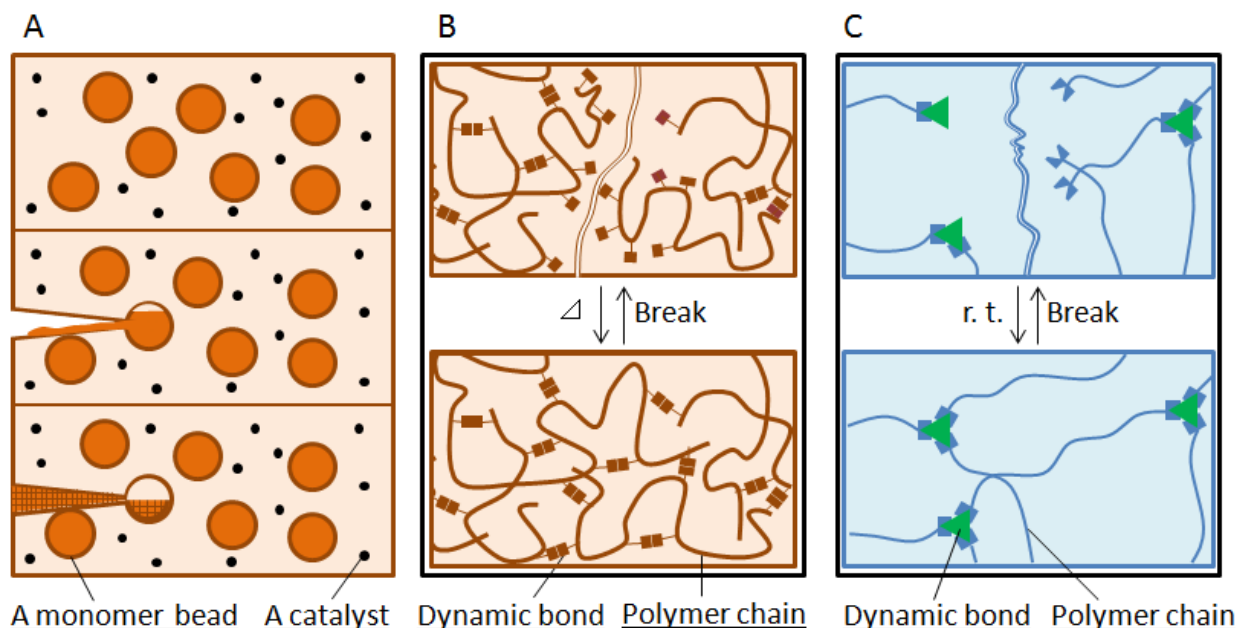 A
B
C
⊿
Break
r. t.
Break
A monomer bead
A catalyst
Dynamic bond
Polymer chain
Dynamic bond
Polymer chain